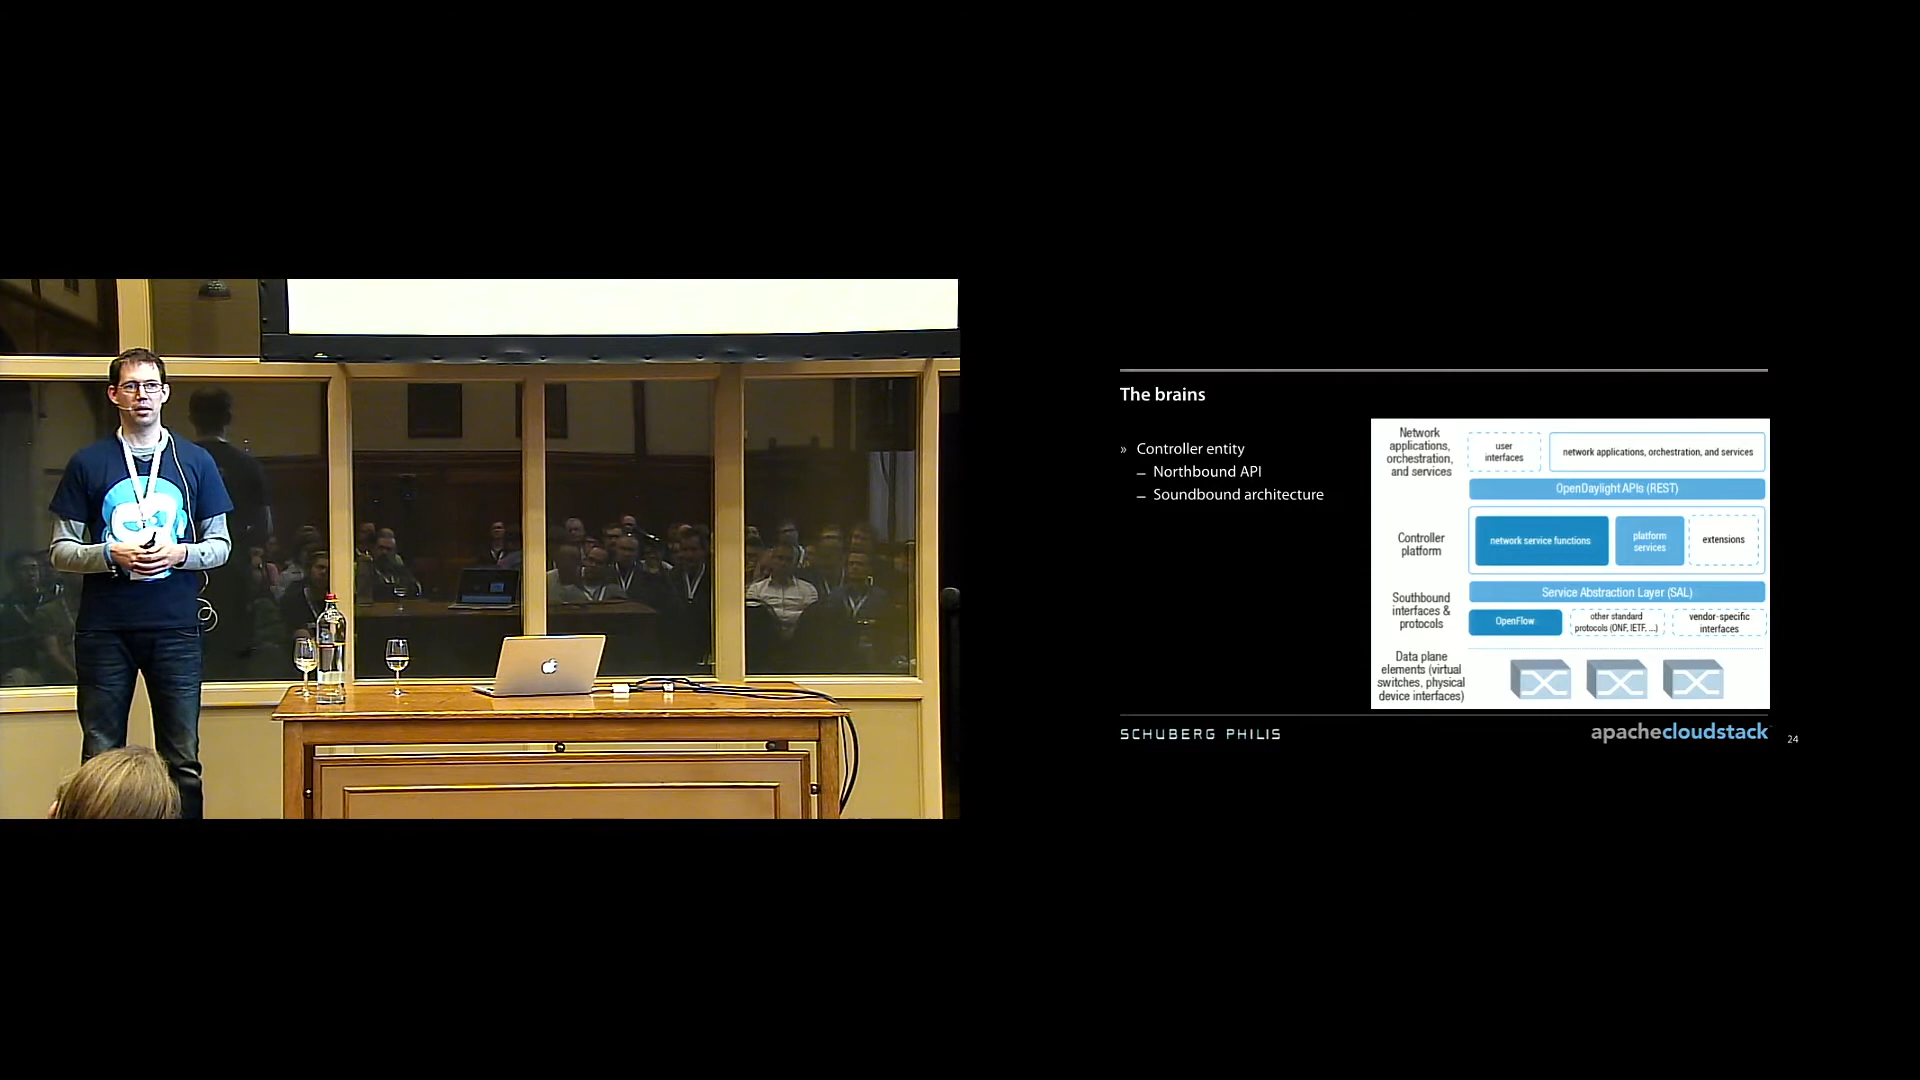 The brains
» Controller entity
– Northbound API
– Soundbound architecture
Network
applications,
orchestration,
and services
user
interfaces
network applications, orchestration, and services
OpenDaylight APIs (REST)
Controller
platform
network service functions
platform
services
extensions
Service Abstraction Layer (SAL)
Southbound
interfaces &
protocols
OpenFlow
other standard
protocols (ONF, IETF, ...)
vendor-specific
interfaces
Data plane
elements (virtual
switches, physical
device interfaces)
SCHUBERG PHILIS
apachecloudstack
24